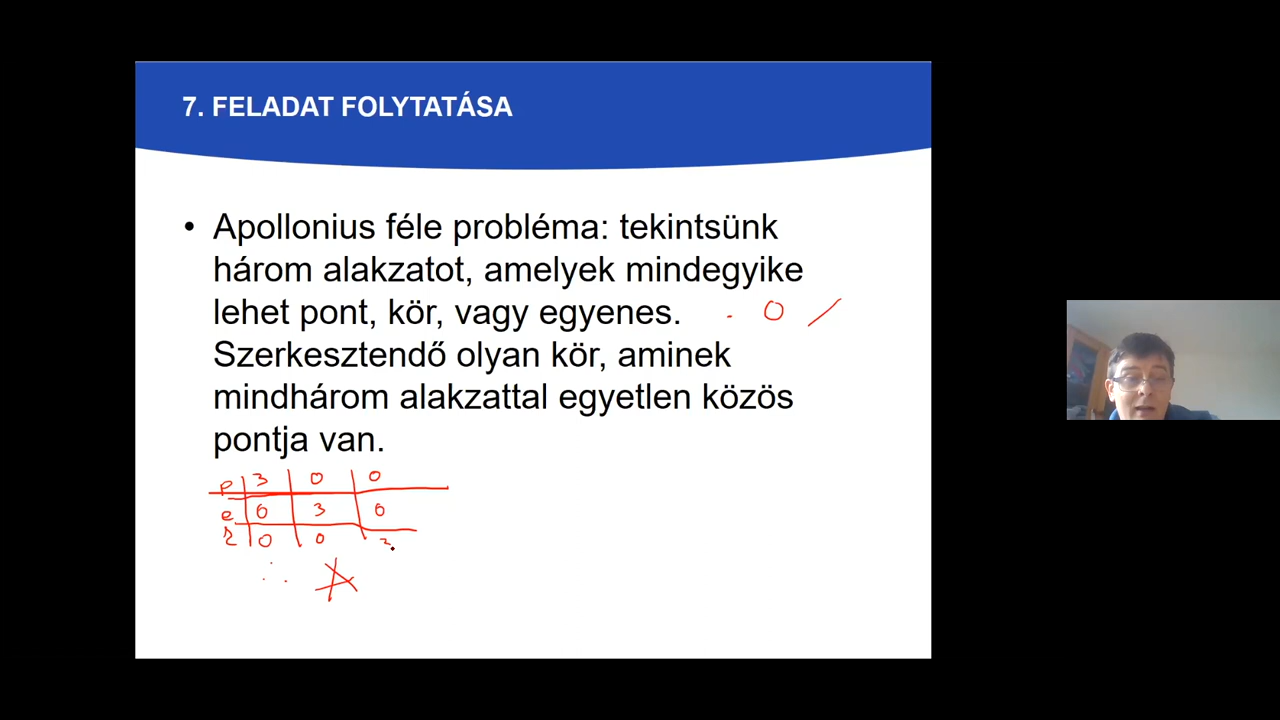 7. FELADAT FOLYTATÁSA
• Apollonius féle probléma: tekintsünk
három alakzatot, amelyek mindegyike
lehet pont, kör, vagy egyenes.
Szerkesztendő olyan kör, aminek
mindhárom alakzattal egyetlen közös
pontja van.
P 3 0 0
e 0 3 0
k 0 0 3